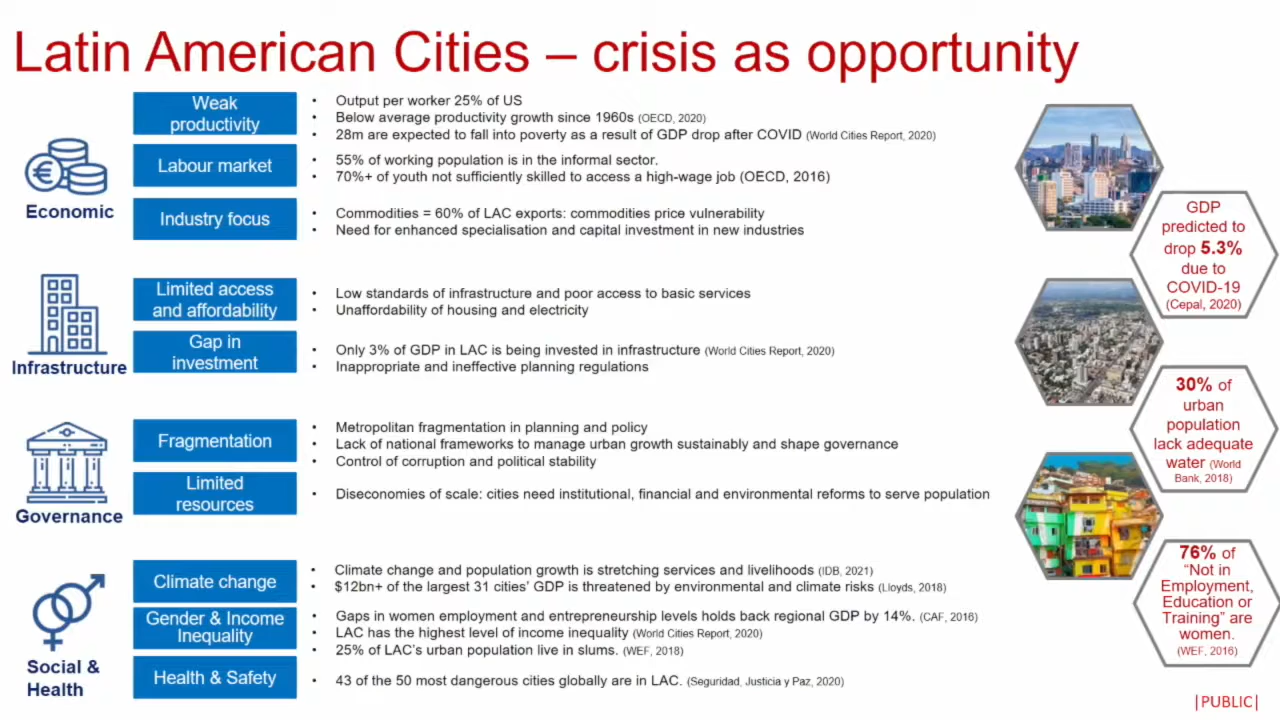 Latin American Cities – crisis as opportunity
Economic
Weak
productivity
• Output per worker 25% of US
• Below average productivity growth since 1960s (OECD, 2020)
• 28m are expected to fall into poverty as a result of GDP drop after COVID (World Cities Report, 2020)
Labour market
• 55% of working population is in the informal sector.
• 70%+ of youth not sufficiently skilled to access a high-wage job (OECD, 2016)
Industry focus
• Commodities = 60% of LAC exports: commodities price vulnerability
• Need for enhanced specialisation and capital investment in new industries
Infrastructure
Limited access
and affordability
• Low standards of infrastructure and poor access to basic services
• Unaffordability of housing and electricity
Gap in
investment
• Only 3% of GDP in LAC is being invested in infrastructure (World Cities Report, 2020)
• Inappropriate and ineffective planning regulations
Governance
Fragmentation
• Metropolitan fragmentation in planning and policy
• Lack of national frameworks to manage urban growth sustainably and shape governance
• Control of corruption and political stability
Limited
resources
• Diseconomies of scale: cities need institutional, financial and environmental reforms to serve population
Social &
Health
Climate change
• Climate change and population growth is stretching services and livelihoods (IDB, 2021)
• $12bn+ of the largest 31 cities' GDP is threatened by environmental and climate risks (Lloyds, 2018)
Gender & Income
Inequality
• Gaps in women employment and entrepreneurship levels holds back regional GDP by 14%. (CAF, 2016)
• LAC has the highest level of income inequality (World Cities Report, 2020)
• 25% of LAC's urban population live in slums. (WEF, 2018)
Health & Safety
• 43 of the 50 most dangerous cities globally are in LAC. (Seguridad, Justicia y Paz, 2020)
GDP
predicted to
drop 5.3%
due to
COVID-19
(Cepal, 2020)
30% of
urban
population
lack adequate
water (World
Bank, 2018)
76% of
“Not in
Employment,
Education or
Training” are
women.
(WEF, 2016)
|PUBLIC|